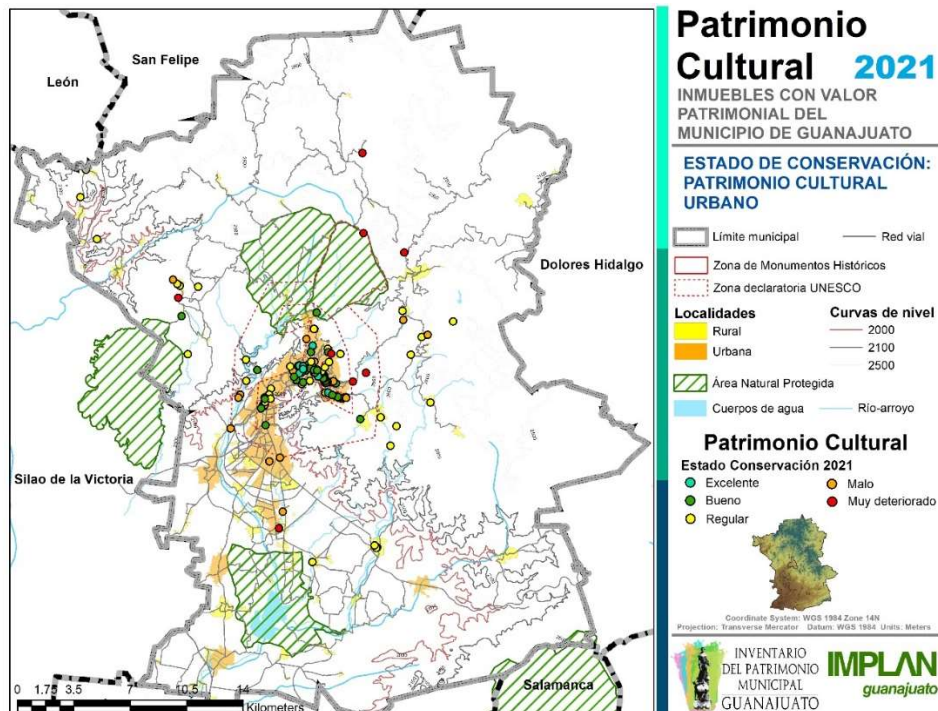 Patrimonio
Cultural 2021
INMUEBLES CON VALOR
PATRIMONIAL DEL
MUNICIPIO DE GUANAJUATO
ESTADO DE CONSERVACIÓN:
PATRIMONIO CULTURAL
URBANO
Límite municipal
Red vial
Zona de Monumentos Históricos
Zona declaratoria UNESCO
Localidades
Rural
Urbana
Curvas de nivel
2000
2100
2500
Área Natural Protegida
Cuerpos de agua
Río-arroyo
Patrimonio Cultural
Estado Conservación 2021
Excelente
Bueno
Regular
Malo
Muy deteriorado
Coordinate System: WGS 1984 Zone 14N
Projection: Transverse Mercator Datum: WGS 1984 Units: Meters
INVENTARIO
DEL PATRIMONIO
MUNICIPAL
GUANAJUATO
IMPLAN
guanajuato
San Felipe
León
Dolores Hidalgo
Silao de la Victoria
Salamanca
0 1.75 3.5 7 10.5 14
Kilometers